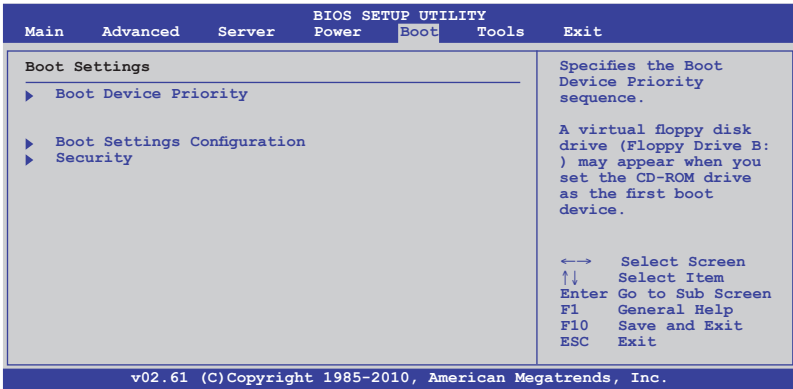 BIOS SETUP UTILITY
Main Advanced Server Power Boot Tools Exit
Boot Settings
Boot Device Priority
Boot Settings Configuration
Security
Specifies the Boot
Device Priority
sequence.
A virtual floppy disk
drive (Floppy Drive B:
) may appear when you
set the CD-ROM drive
as the first boot
device.
←→ Select Screen
↑↓ Select Item
Enter Go to Sub Screen
F1 General Help
F10 Save and Exit
ESC Exit
v02.61 (C)Copyright 1985-2010, American Megatrends, Inc.